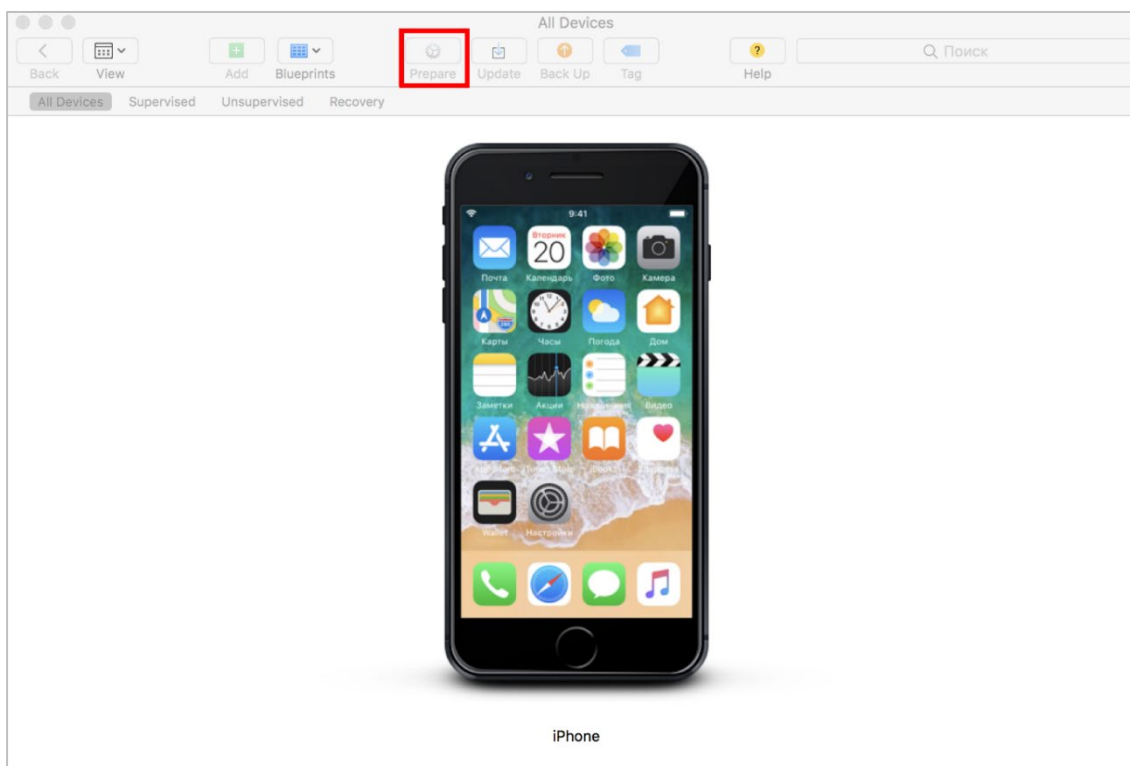 All Devices
Back View Add Blueprints Prepare Update Back Up Tag Help Поиск
All Devices Supervised Unsupervised Recovery
9:41
Вторник
20
Почта Календарь Фото Камера
Карты Часы Погода Дом
Заметки Акции Видео
Wallet Настройки
iPhone